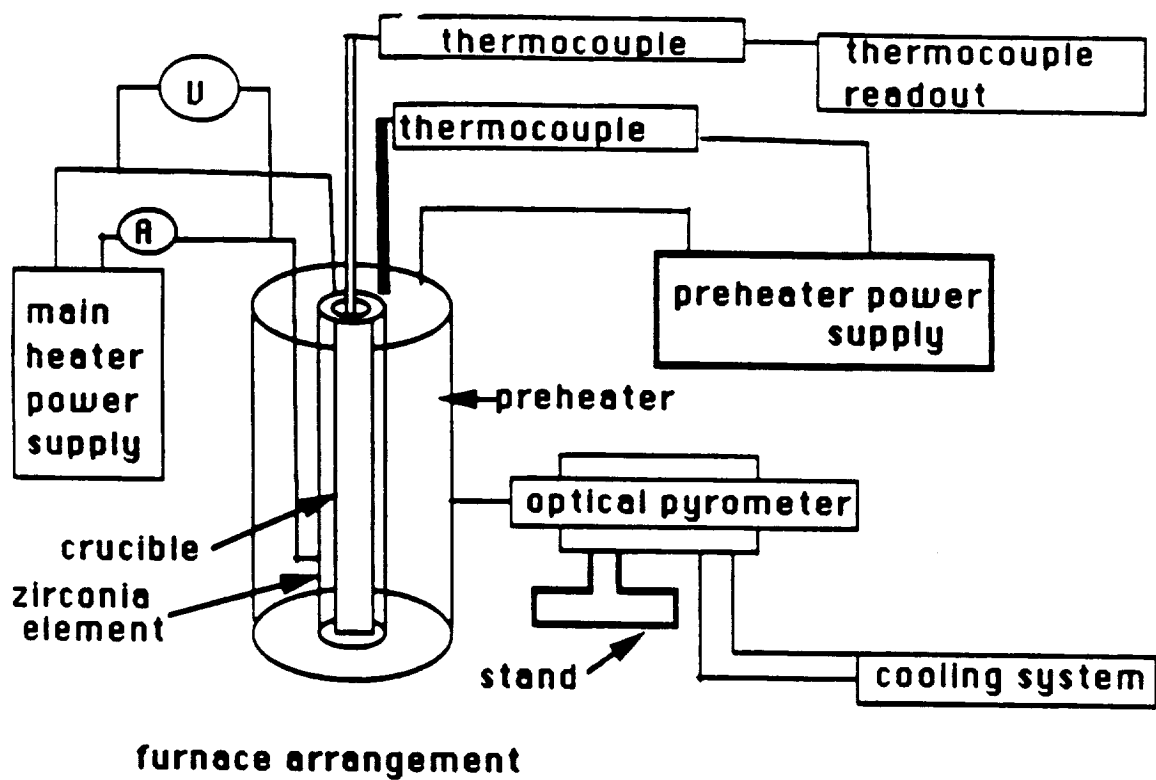 thermocouple
thermocouple
readout
V
thermocouple
A
main
heater
power
supply
preheater power
supply
preheater
optical pyrometer
crucible
zirconia
element
stand
cooling system
furnace arrangement